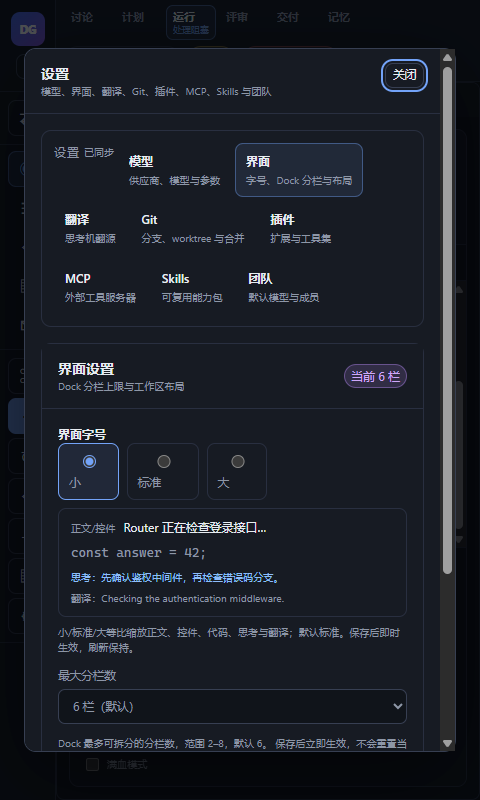 DG
讨论 计划 运行 评审 交付 记忆
处理阻塞
设置
模型、界面、翻译、Git、插件、MCP、Skills 与团队
关闭
设置 已同步
模型
供应商、模型与参数
界面
字号、Dock 分栏与布局
翻译
思考机翻源
Git
分支、worktree 与合并
插件
扩展与工具集
MCP
外部工具服务器
Skills
可复用能力包
团队
默认模型与成员
界面设置
Dock 分栏上限与工作区布局
当前 6 栏
界面字号
小
标准
大
正文/控件 Router 正在检查登录接口...
const answer = 42;
思考：先确认鉴权中间件，再检查错误码分支。
翻译：Checking the authentication middleware.
小/标准/大等比缩放正文、控件、代码、思考与翻译；默认标准。保存后即时
生效，刷新保持。
最大分栏数
6 栏（默认）
Dock 最多可拆分的分栏数，范围 2–8，默认 6。 保存后立即生效，不会重置当